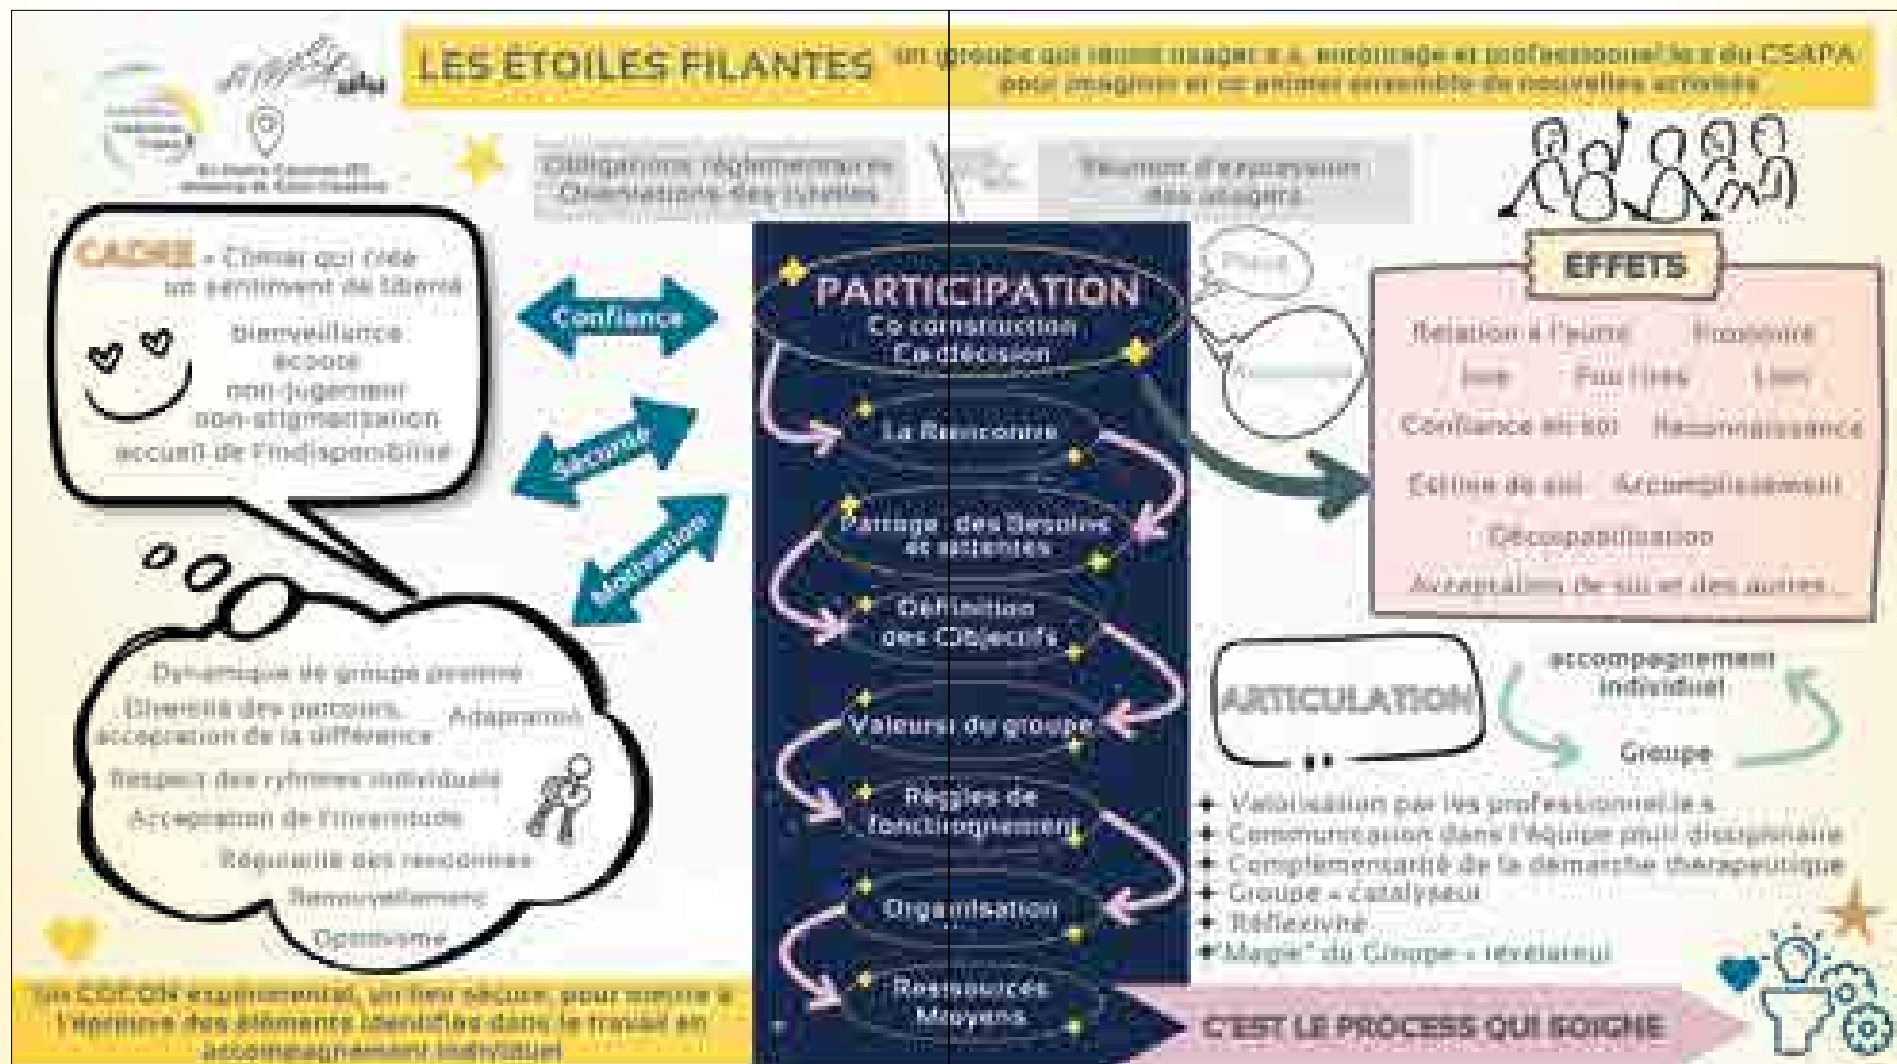 LES ÉTOILES FILANTES
un groupe qui réunit usager.e.s, entourage et professionnel.le.s du CSAPA
pour imaginer et co animer ensemble de nouvelles activités
Obligations réglementaires
Orientations des tutelles
Réunion d'expression
des usagers
CADRE = Climat qui crée
un sentiment de liberté
bienveillance
écoute
non-jugement
non-stigmatisation
accueil de l'indisponibilité
Confiance
Sécurité
Motivation
PARTICIPATION
Co construction
Co-décision
La Rencontre
Partage des Besoins
et attentes
Définition
des Objectifs
Valeurs du groupe
Règles de
fonctionnement
Organisation
Ressources
Moyens
Place
EFFETS
Relation à l'autre
Joie Fou rires Lien
Confiance en soi Reconnaissance
Estime de soi Accomplissement
Déculpabilisation
Acceptation de soi et des autres...
Dynamique de groupe positive
Diversité des parcours,
acceptation de la différence
Adaptation
Respect des ryhmes individuels
Acceptation de l'incertitude
Régularité des rencontres
Renouvellement
Optimisme
ARTICULATION
accompagnement
individuel
Groupe
Valorisation par les professionnel.le.s
Communication dans l'équipe pluri disciplinaire
Complémentarité de la démarche thérapeutique
Groupe = catalyseur
Réflexivité
"Magie" du Groupe = révélateur
Un COCON expérimental, un lieu sécure, pour mettre à
l'épreuve des éléments identifiés dans le travail en
accompagnement individuel
C'EST LE PROCESS QUI SOIGNE